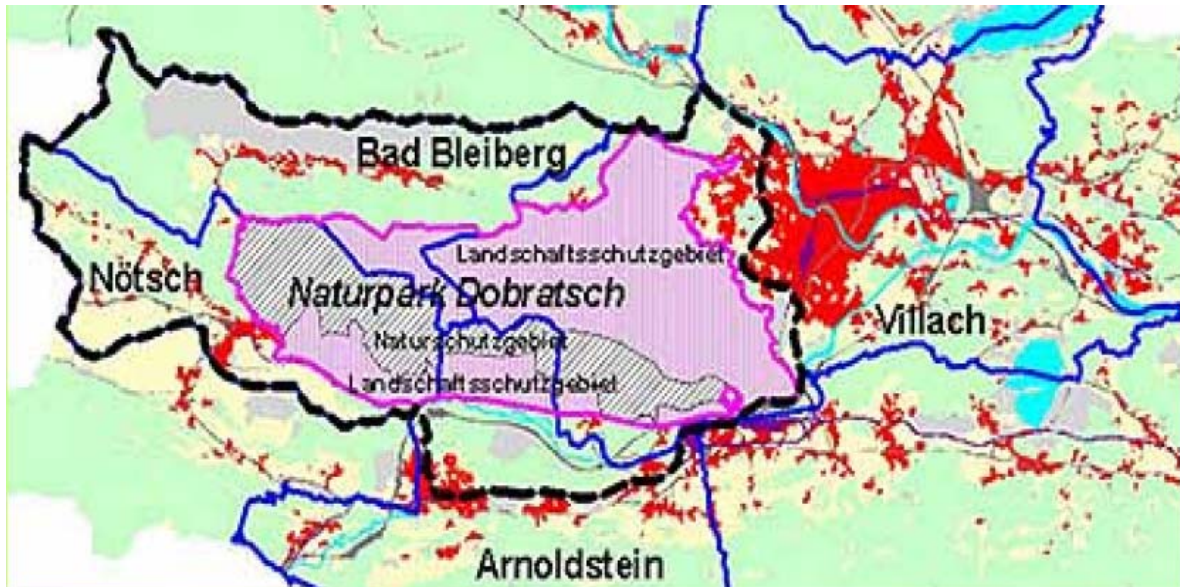 Bad Bleiberg
Landschaftsschutzgebiet
Nötsch
Naturpark Dobratsch
Villach
Naturschutzgebiet
Landschaftsschutzgebiet
Arnoldstein